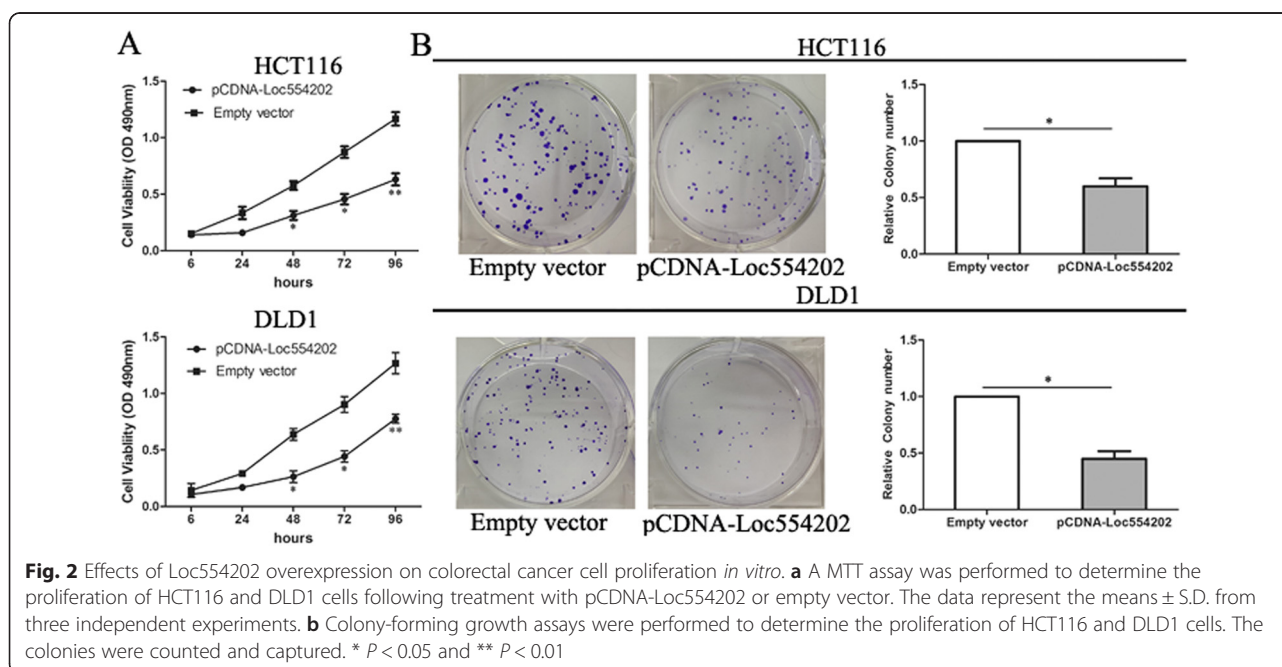 A
B
HCT116
pCDNA-Loc554202
Empty vector
Cell Viability (OD 490nm)
1.5
1.0
0.5
0.0
6 24 48 72 96
hours
* * **
HCT116
Empty vector pCDNA-Loc554202
Relative Colony number
1.5
1.0
0.5
0.0
*
Empty vector pCDNA-Loc554202
DLD1
pCDNA-Loc554202
Empty vector
Cell Viability (OD 490nm)
1.5
1.0
0.5
0.0
6 24 48 72 96
hours
* * **
DLD1
Empty vector pCDNA-Loc554202
Relative Colony number
1.5
1.0
0.5
0.0
*
Empty vector pCDNA-Loc554202
Fig. 2 Effects of Loc554202 overexpression on colorectal cancer cell proliferation in vitro. a A MTT assay was performed to determine the
proliferation of HCT116 and DLD1 cells following treatment with pCDNA-Loc554202 or empty vector. The data represent the means ± S.D. from
three independent experiments. b Colony-forming growth assays were performed to determine the proliferation of HCT116 and DLD1 cells. The
colonies were counted and captured. * P < 0.05 and ** P < 0.01